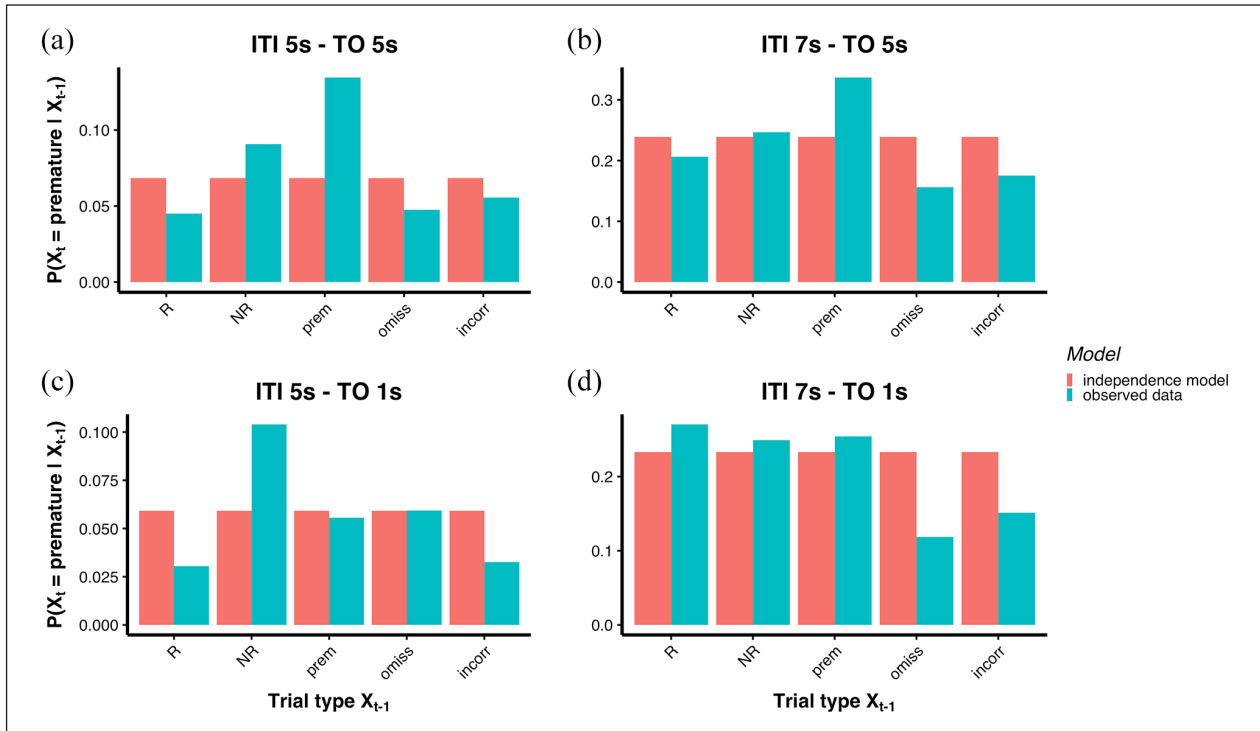 (a)
ITI 5s - TO 5s
P(Xt = premature I Xt-1)
0.10
0.05
0.00
R
NR
prem
omiss
incorr
(b)
ITI 7s - TO 5s
0.3
0.2
0.1
0.0
R
NR
prem
omiss
incorr
(c)
ITI 5s - TO 1s
P(Xt = premature I Xt-1)
0.100
0.075
0.050
0.025
0.000
R
NR
prem
omiss
incorr
Trial type Xt-1
(d)
ITI 7s - TO 1s
0.2
0.1
0.0
R
NR
prem
omiss
incorr
Trial type Xt-1
Model
independence model
observed data